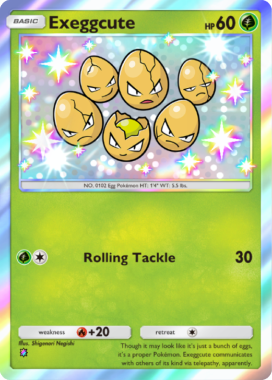 BASIC Exeggcute HP 60
NO. 0102 Egg Pokémon HT: 1'4" WT: 5.5 lbs.
Rolling Tackle 30
weakness +20 retreat
Illus. Shigenori Negishi
Though it may look like it's just a bunch of eggs,
it's a proper Pokémon. Exeggcute communicates
with others of its kind via telepathy, apparently.